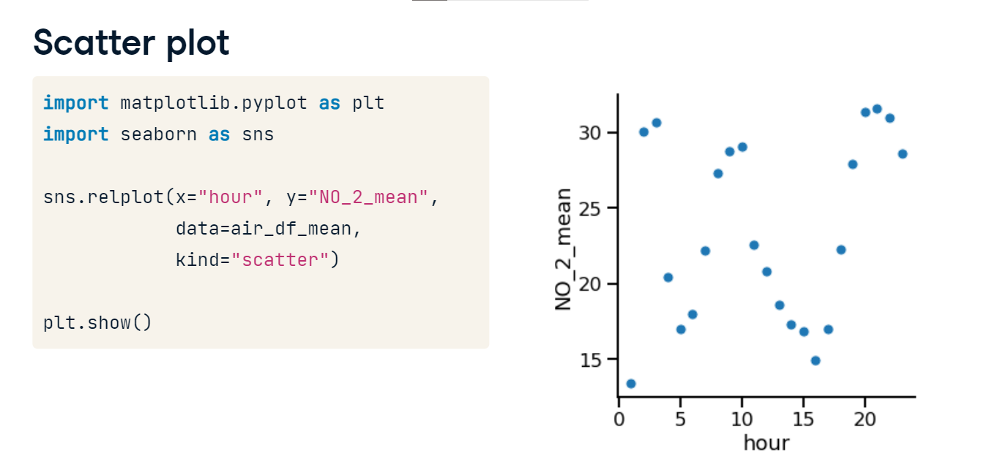 Scatter plot
import matplotlib.pyplot as plt
import seaborn as sns
sns.relplot(x="hour", y="NO_2_mean",
data=air_df_mean,
kind="scatter")
plt.show()
NO_2_mean
30
25
20
15
0 5 10 15 20
hour